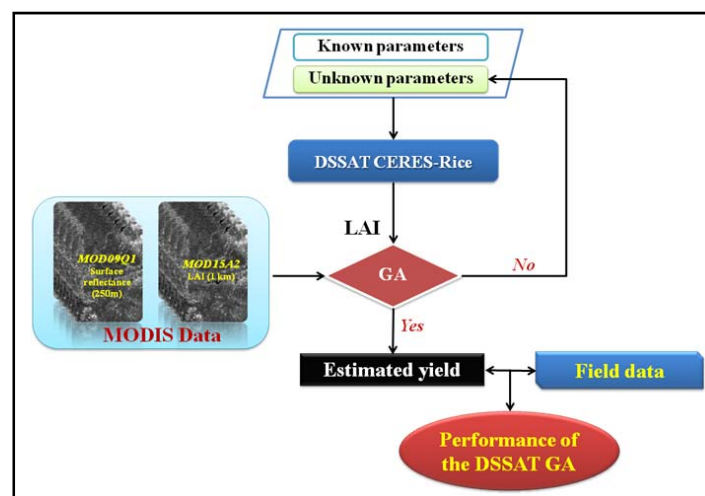 Known parameters
Unknown parameters
DSSAT CERES-Rice
LAI
MOD09Q1
Surface
reflectance
(250m)
MOD15A2
LAI (1 km)
MODIS Data
GA
No
Yes
Estimated yield
Field data
Performance of
the DSSAT GA